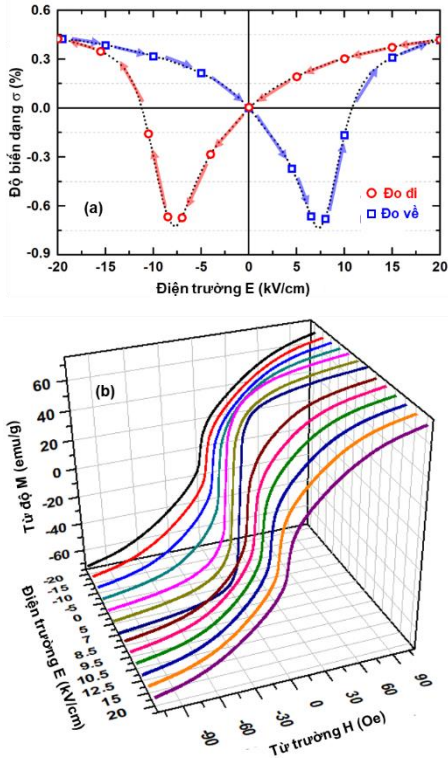 0.6
0.3
0.0
-0.3
-0.6
-0.9
Độ biến dạng σ (%)
(a)
Đo đi
Đo về
-20 -15 -10 -5 0 5 10 15 20
Điện trường E (kV/cm)
(b)
60
40
20
0
-20
-40
-60
Từ độ M (emu/g)
-20
-15
-10
-5
0
5
7
8.5
9.5
10.5
12.5
15
20
Điện trường E (kV/cm)
-90 -60 -30 0 30 60 90
Từ trường H (Oe)